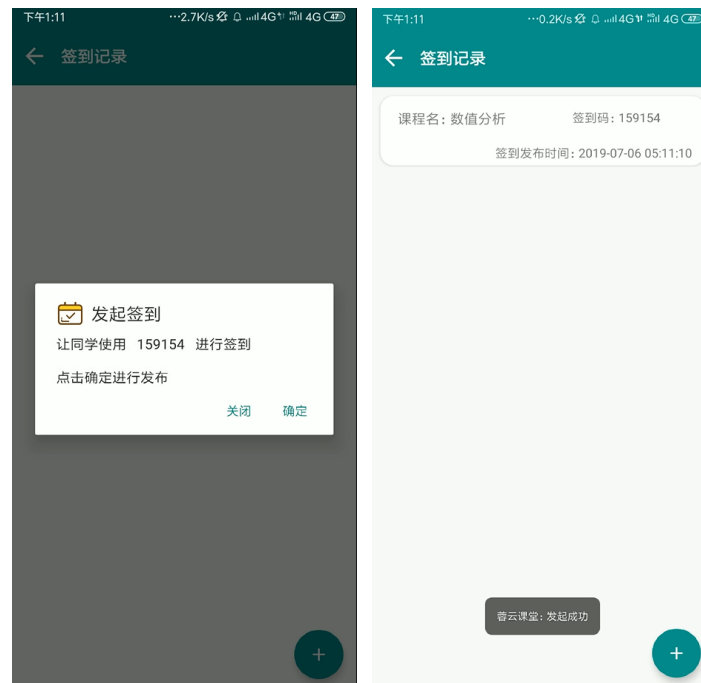 下午1:11
···2.7K/s 4G HD 4G 47
签到记录
发起签到
让同学使用 159154 进行签到
点击确定进行发布
关闭 确定
+
下午1:11
···0.2K/s 4G HD 4G 47
签到记录
课程名: 数值分析 签到码: 159154
签到发布时间: 2019-07-06 05:11:10
蓉云课堂: 发起成功
+